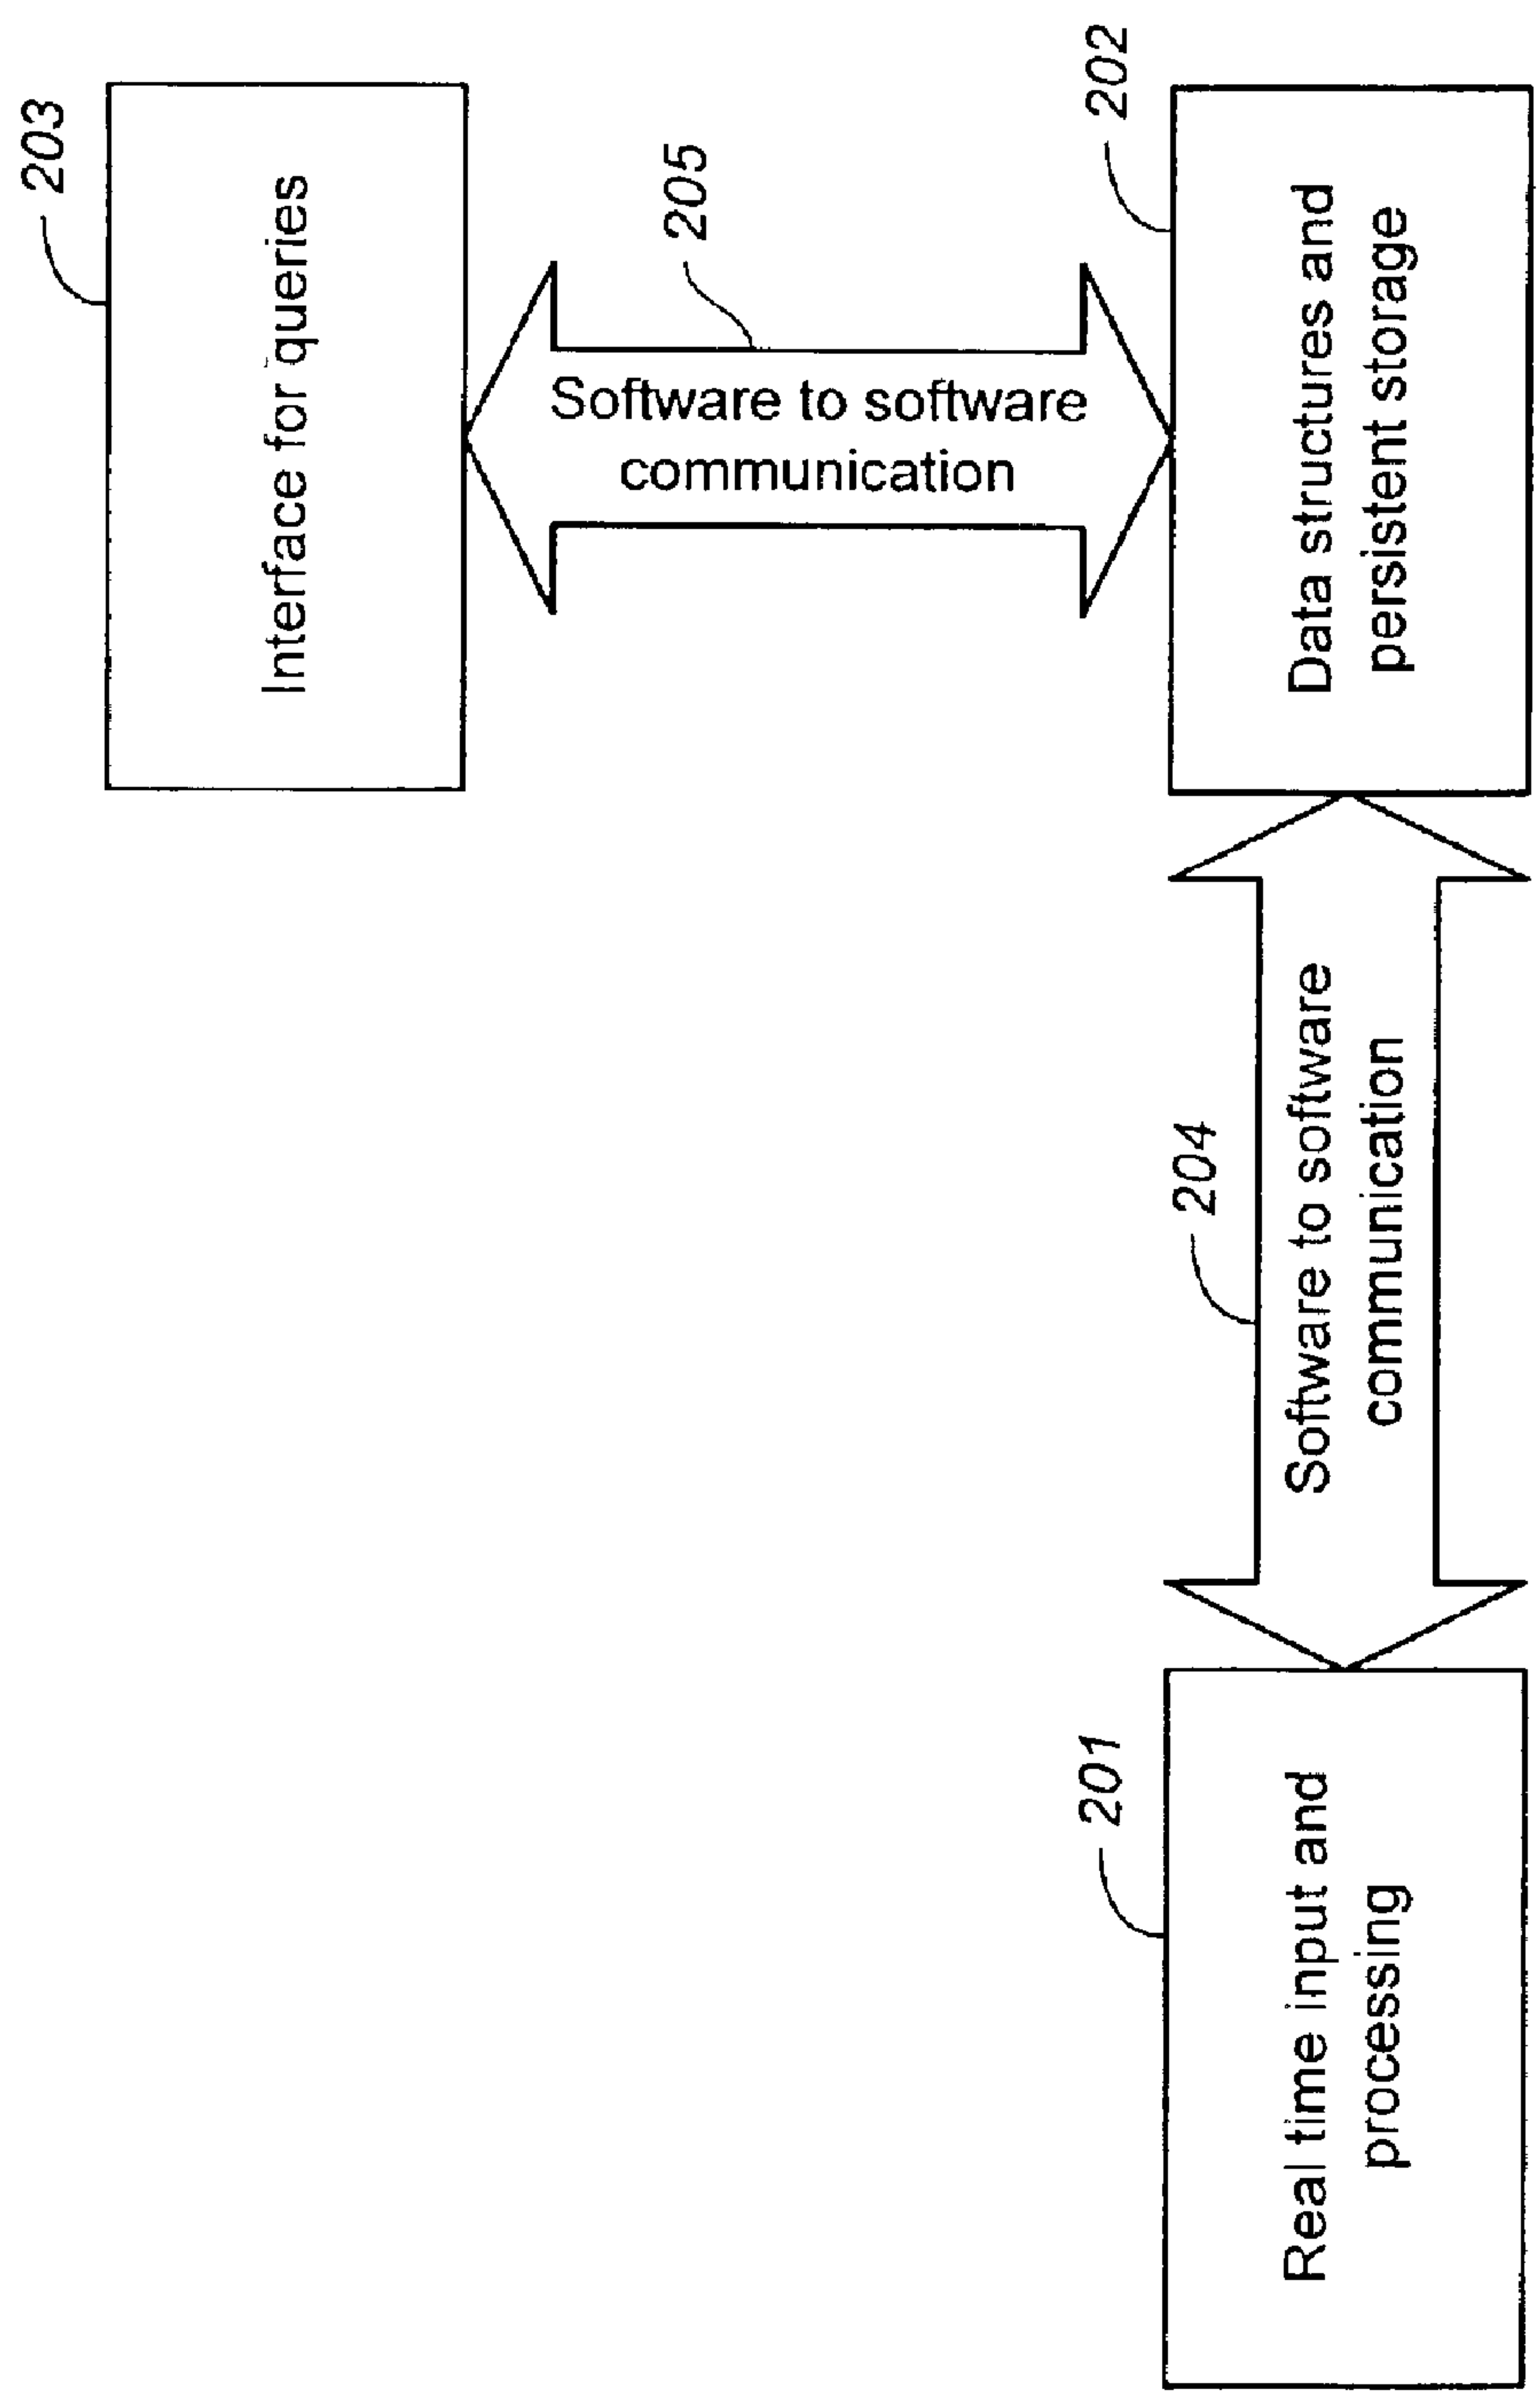 203
Interface for queries
205
Software to software
communication
202
Data structures and
persistent storage
204
Software to software
communication
201
Real time input and
processing